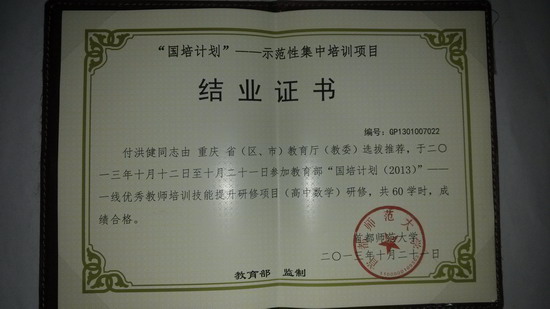 “国培计划”——示范性集中培训项目
结业证书
编号:GP1301007022
付洪健同志由 重庆 省(区、市)教育厅(教委)选拔推荐,于二〇
一三年十月十二日至十月二十一日参加教育部“国培计划(2013)”——
一线优秀教师培训技能提升研修项目(高中数学)研修,共60学时,成
绩合格。
首都师范大学
二〇一三年十月二十一日
教育部 监制